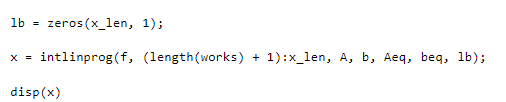 lb = zeros(x_len, 1);
x = intlinprog(f, (length(works) + 1):x_len, A, b, Aeq, beq, lb);
disp(x)